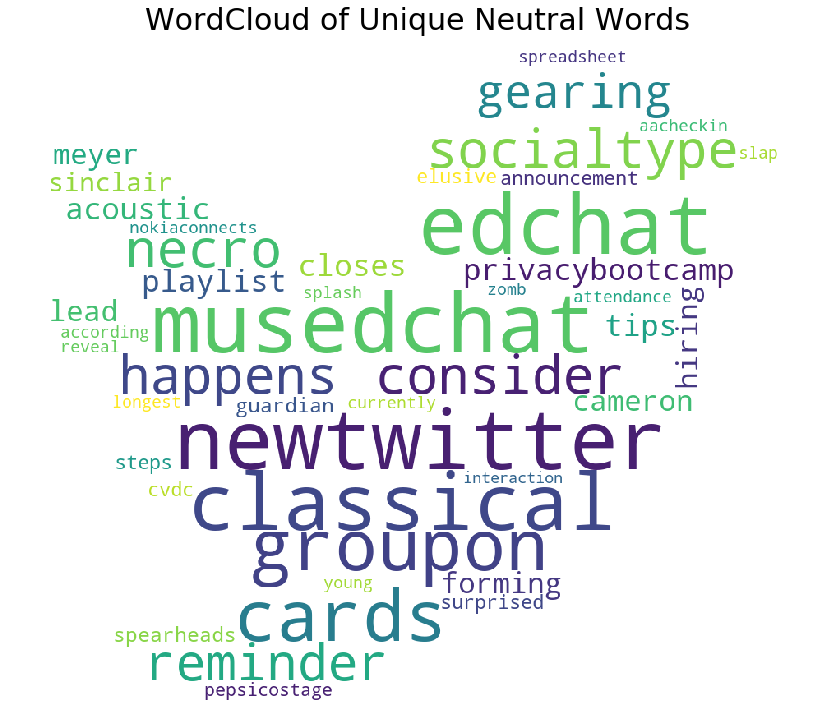 WordCloud of Unique Neutral Words
spreadsheet
gearing
aacheckin
socialtype
slap
meyer
elusive
announcement
sinclair
acoustic
edchat
nokiaconnects
necro
closes
privacybootcamp
playlist
zomb
splash
attendance
lead
musedchat
tips
hiring
according
reveal
happens
consider
longest
guardian
currently
cameron
newtwitter
steps
interaction
cvdc
classical
groupon
young
forming
surprised
cards
spearheads
reminder
pepsicostage